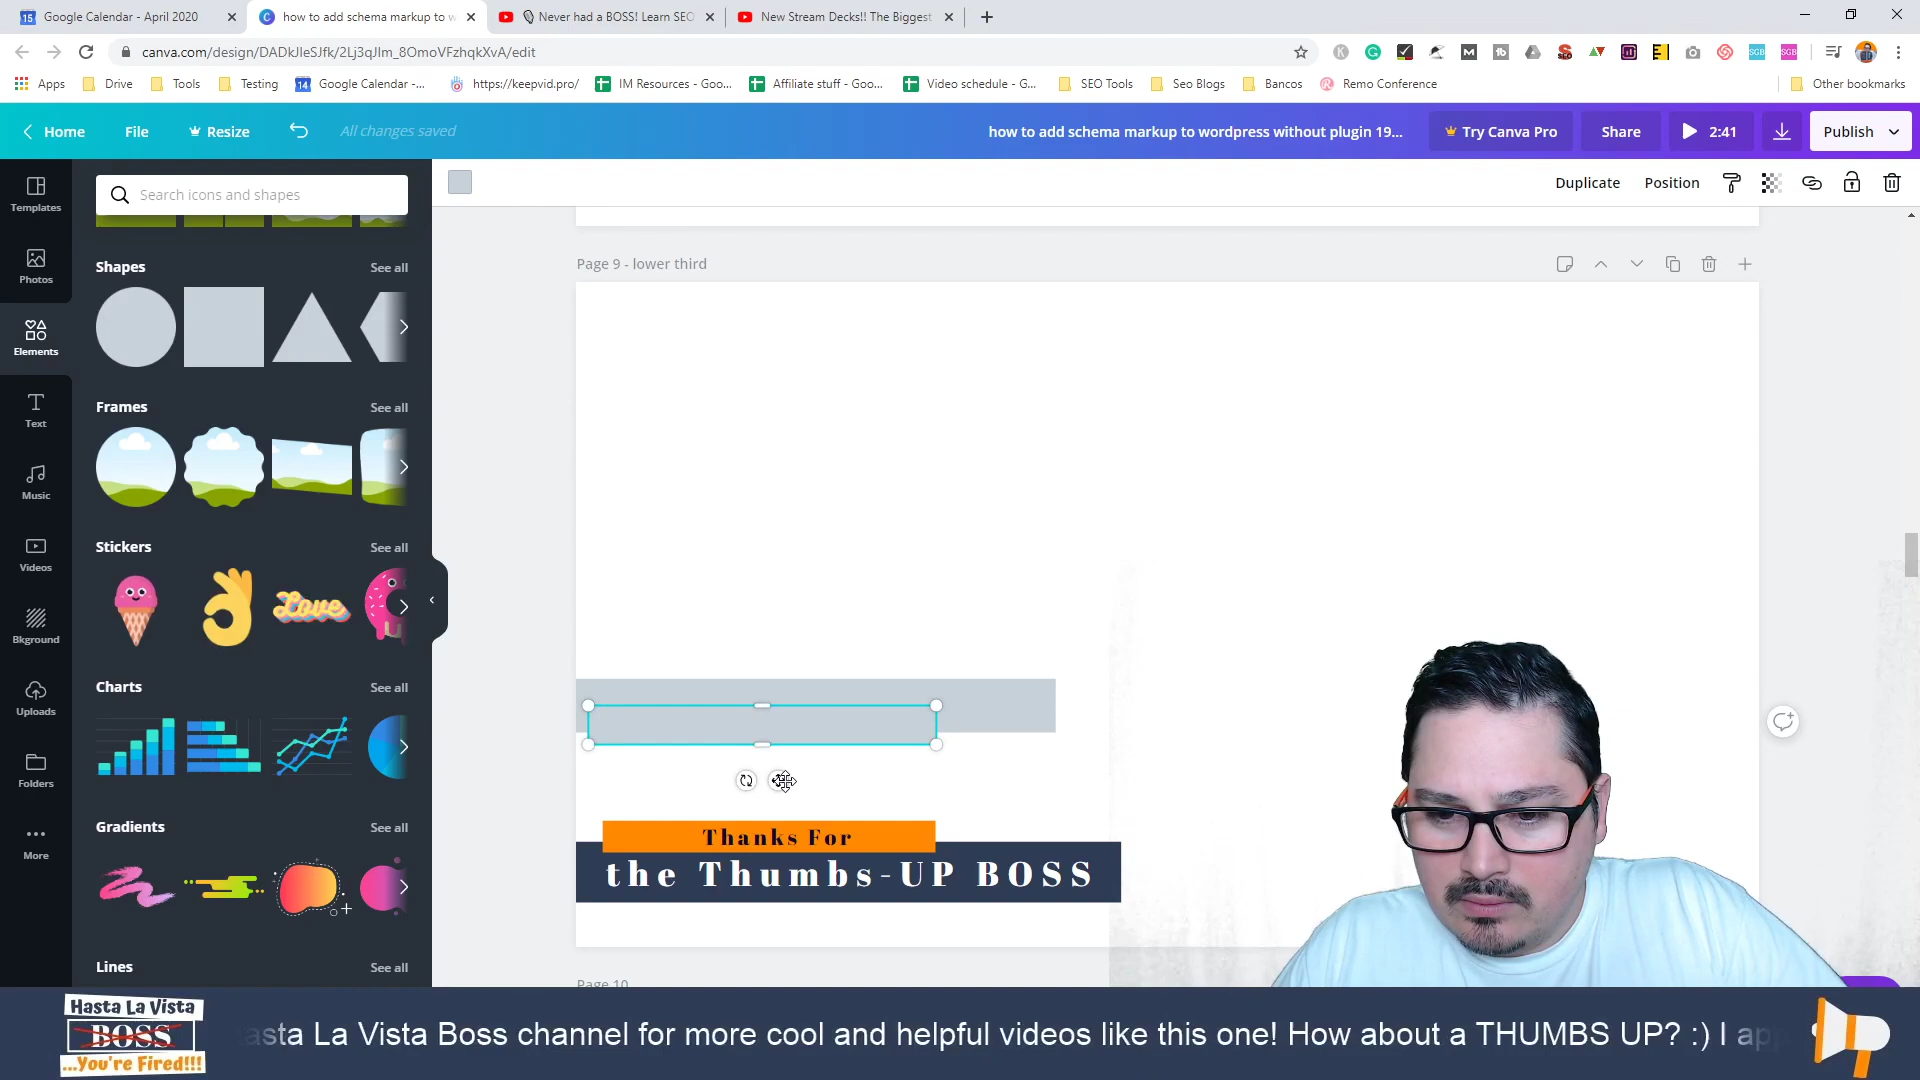 Google Calendar - April 2020
how to add schema markup to w
Never had a BOSS! Learn SEO
New Stream Decks!! The Biggest
canva.com/design/DADkJIeSJfk/2Lj3qJIm_8OmoVFzhqkXvA/edit
Apps
Drive
Tools
Testing
Google Calendar -...
https://keepvid.pro/
IM Resources - Goo...
Affiliate stuff - Goo...
Video schedule - G...
SEO Tools
Seo Blogs
Bancos
Remo Conference
Other bookmarks
Home
File
Resize
All changes saved
how to add schema markup to wordpress without plugin 19...
Try Canva Pro
Share
2:41
Publish
Templates
Photos
Elements
Text
Music
Videos
Bkground
Uploads
Folders
More
Search icons and shapes
Shapes
See all
Frames
See all
Stickers
See all
Love
Charts
See all
Gradients
See all
Lines
See all
Duplicate
Position
Page 9 - lower third
Thanks For
the Thumbs-UP BOSS
Page 10
Hasta La Vista
BOSS
...You're Fired!!!
asta La Vista Boss channel for more cool and helpful videos like this one! How about a THUMBS UP? :) I